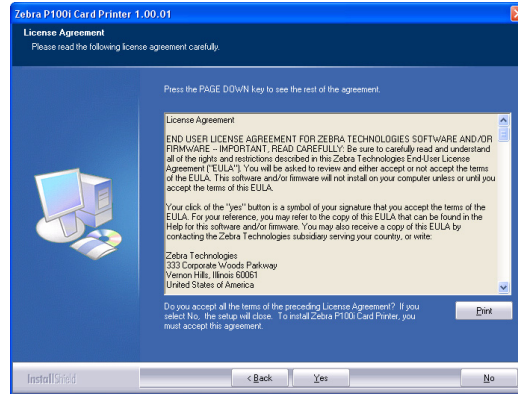 Zebra P100i Card Printer 1.00.01
License Agreement
Please read the following license agreement carefully.
Press the PAGE DOWN key to see the rest of the agreement.
License Agreement
END USER LICENSE AGREEMENT FOR ZEBRA TECHNOLOGIES SOFTWARE AND/OR
FIRMWARE -- IMPORTANT, READ CAREFULLY: Be sure to carefully read and understand
all of the rights and restrictions described in this Zebra Technologies End-User License
Agreement ("EULA"). You will be asked to review and either accept or not accept the terms
of the EULA. This software and/or firmware will not install on your computer unless or until you
accept the terms of this EULA.
Your click of the "yes" button is a symbol of your signature that you accept the terms of the
EULA. For your reference, you may refer to the copy of this EULA that can be found in the
Help for this software and/or firmware. You may also receive a copy of this EULA by
contacting the Zebra Technologies subsidiary serving your country, or write:
Zebra Technologies
333 Corporate Woods Parkway
Vernon Hills, Illinois 60061
United States of America
Do you accept all the terms of the preceding License Agreement? If you
select No, the setup will close. To install Zebra P100i Card Printer, you
must accept this agreement.
Print
InstallShield
< Back
Yes
No